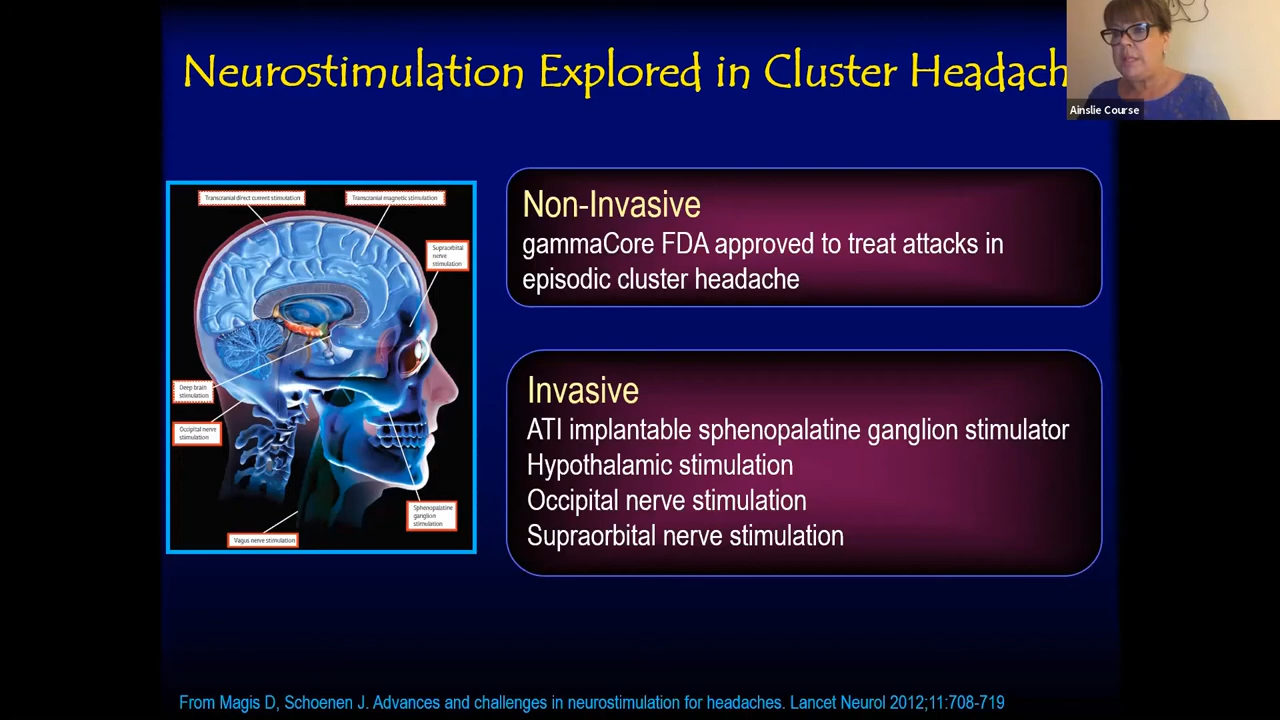 Neurostimulation Explored in Cluster Headach
Ainslie Course
Transcranial direct current stimulation
Transcranial magnetic stimulation
Supraorbital
nerve
stimulation
Deep brain
stimulation
Occipital nerve
stimulation
Sphenopalatine
ganglion
stimulation
Vagus nerve stimulation
Non-Invasive
gammaCore FDA approved to treat attacks in
episodic cluster headache
Invasive
ATI implantable sphenopalatine ganglion stimulator
Hypothalamic stimulation
Occipital nerve stimulation
Supraorbital nerve stimulation
From Magis D, Schoenen J. Advances and challenges in neurostimulation for headaches. Lancet Neurol 2012;11:708-719